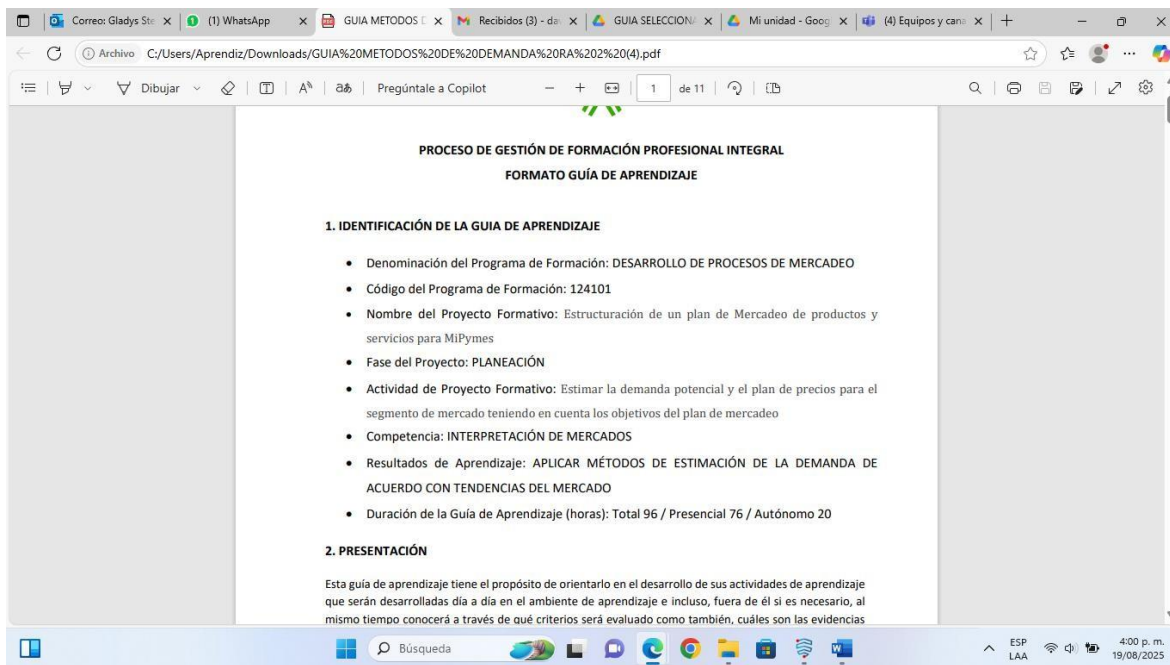 Correo: Gladys Ste
(1) WhatsApp
GUIA METODOS D
Recibidos (3) - da
GUIA SELECCION
Mi unidad - Goog
(4) Equipos y cana
Archivo
C:/Users/Aprendiz/Downloads/GUIA%20METODOS%20DE%20DEMANDA%20RA%202%20(4).pdf
Dibujar
Pregúntale a Copilot
1
de 11
PROCESO DE GESTIÓN DE FORMACIÓN PROFESIONAL INTEGRAL
FORMATO GUÍA DE APRENDIZAJE
1. IDENTIFICACIÓN DE LA GUIA DE APRENDIZAJE
• Denominación del Programa de Formación: DESARROLLO DE PROCESOS DE MERCADEO
• Código del Programa de Formación: 124101
• Nombre del Proyecto Formativo: Estructuración de un plan de Mercadeo de productos y
servicios para MiPymes
• Fase del Proyecto: PLANEACIÓN
• Actividad de Proyecto Formativo: Estimar la demanda potencial y el plan de precios para el
segmento de mercado teniendo en cuenta los objetivos del plan de mercadeo
• Competencia: INTERPRETACIÓN DE MERCADOS
• Resultados de Aprendizaje: APLICAR MÉTODOS DE ESTIMACIÓN DE LA DEMANDA DE
ACUERDO CON TENDENCIAS DEL MERCADO
• Duración de la Guía de Aprendizaje (horas): Total 96 / Presencial 76 / Autónomo 20
2. PRESENTACIÓN
Esta guía de aprendizaje tiene el propósito de orientarlo en el desarrollo de sus actividades de aprendizaje
que serán desarrolladas día a día en el ambiente de aprendizaje e incluso, fuera de él si es necesario, al
mismo tiempo conocerá a través de qué criterios será evaluado como también, cuáles son las evidencias
Búsqueda
ESP
LAA
4:00 p. m.
19/08/2025